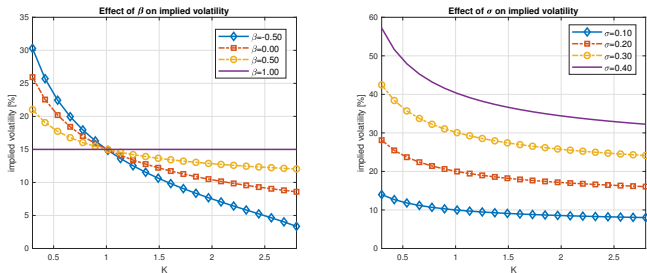 Effect of β on implied volatility
35
30
25
20
15
10
5
0
implied volatility [%]
0.5
1
1.5
2
2.5
K
β=-0.50
β=0.00
β=0.50
β=1.00
Effect of σ on implied volatility
60
50
40
30
20
10
0
implied volatility [%]
0.5
1
1.5
2
2.5
K
σ=0.10
σ=0.20
σ=0.30
σ=0.40